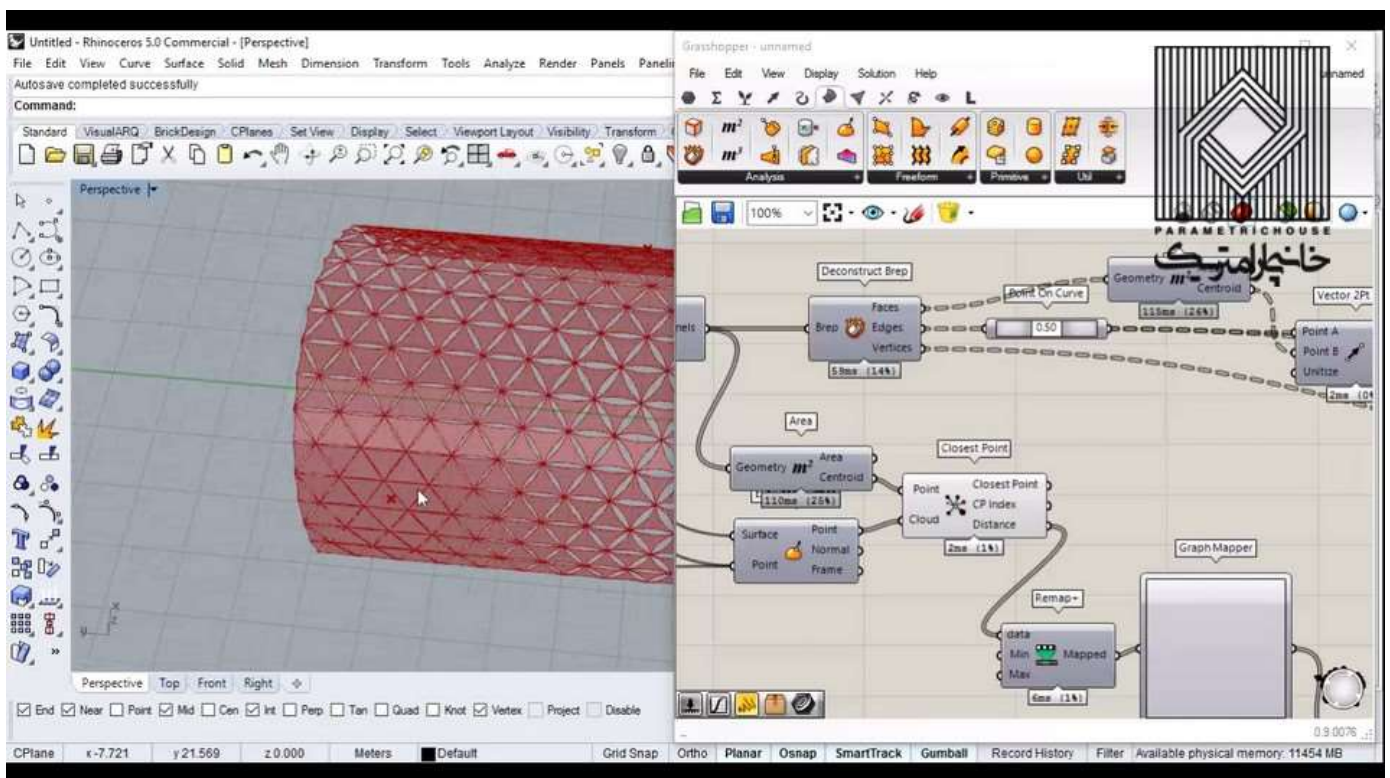 Untitled - Rhinoceros 5.0 Commercial - [Perspective]
File Edit View Curve Surface Solid Mesh Dimension Transform Tools Analyze Render Panels
Autosave completed successfully
Command:
Standard VisualARQ BrickDesign CPlanes Set View Display Select Viewport Layout Visibility Transform
Perspective
Perspective Top Front Right
End Near Point Mid Cen Int Perp Tan Quad Knot Vertex Project Disable
CPlane x -7.721 y 21.569 z 0.000 Meters Default Grid Snap Ortho Planar Osnap SmartTrack Gumball Record History Filter Available physical memory: 11454 MB
Grasshopper - unnamed
File Edit View Display Solution Help
unnamed
Analysis Freeform Primitive Util
100%
PARAMETRICHOUSE
خانه پارامتریک
Deconstruct Brep
Brep Faces Edges Vertices
59ms (14%)
Point On Curve
0.50
Geometry Centroid
115ms (26%)
Vector 2Pt
Point A
Point B
Unitize
Area
Geometry Area Centroid
110ms (25%)
Closest Point
Point Cloud Closest Point CP Index Distance
2ms (1%)
Surface Point Point Normal Frame
Remap+
data Min Max Mapped
6ms (1%)
Graph Mapper
0.9.0076